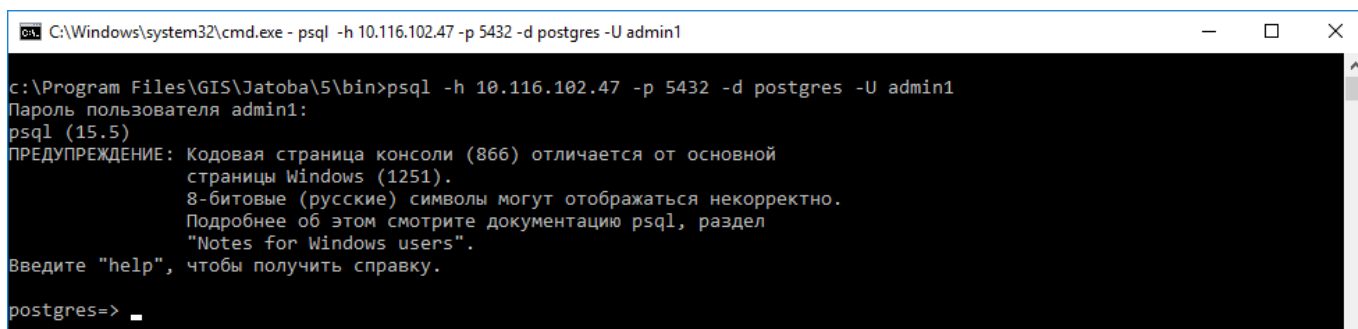 C:\Windows\system32\cmd.exe - psql -h 10.116.102.47 -p 5432 -d postgres -U admin1
c:\Program Files\GIS\Jatoba\5\bin>psql -h 10.116.102.47 -p 5432 -d postgres -U admin1
Пароль пользователя admin1:
psql (15.5)
ПРЕДУПРЕЖДЕНИЕ: Кодовая страница консоли (866) отличается от основной
страницы Windows (1251).
8-битовые (русские) символы могут отображаться некорректно.
Подробнее об этом смотрите документацию psql, раздел
"Notes for Windows users".
Введите "help", чтобы получить справку.
postgres=>